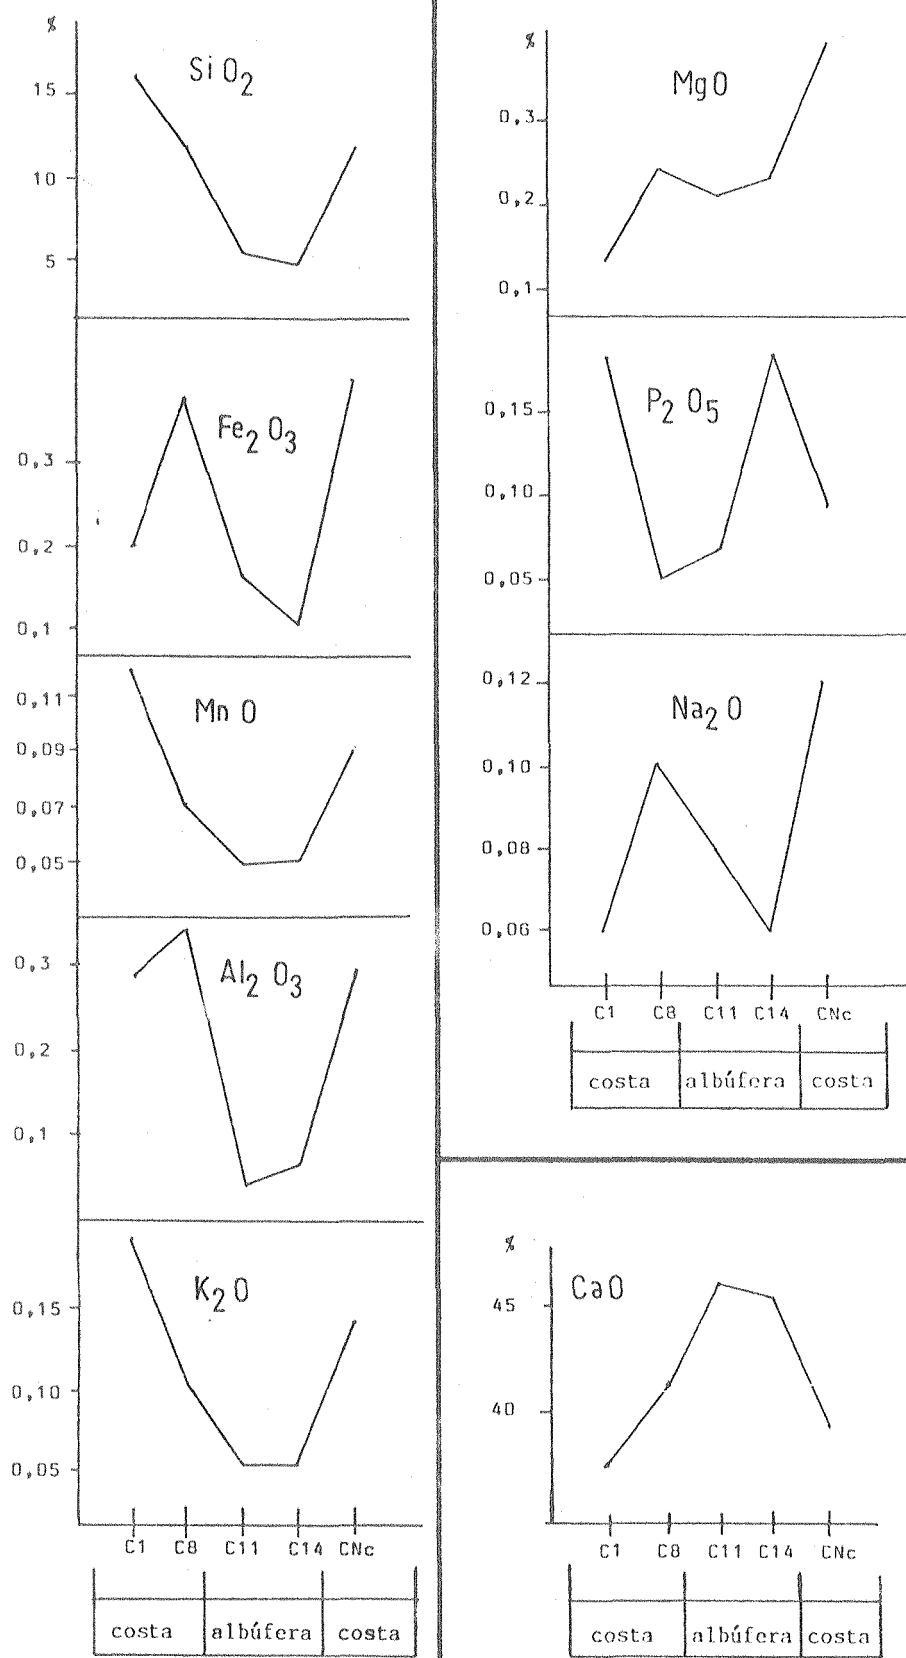 %
SiO2
15
10
5
Fe2O3
0,3
0,2
0,1
MnO
0,11
0,09
0,07
0,05
Al2O3
0,3
0,2
0,1
K2O
0,15
0,10
0,05
C1 C8 C11 C14 CNc
costa albúfera costa
%
MgO
0,3
0,2
0,1
P2O5
0,15
0,10
0,05
Na2O
0,12
0,10
0,08
0,06
C1 C8 C11 C14 CNc
costa albúfera costa
%
CaO
45
40
C1 C8 C11 C14 CNc
costa albúfera costa